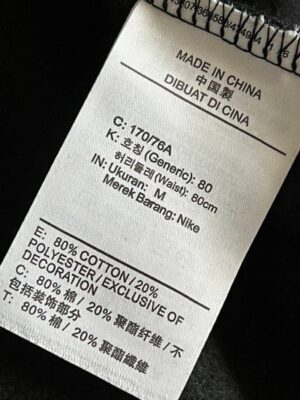 MADE IN CHINA
中国製
DIBUAT DI CINA
C: 170/76A
K: 호칭 (Generic): 80
허리둘레 (Waist): 80cm
IN: Ukuran: M
Merek Barang: Nike
E: 80% COTTON / 20%
POLYESTER / EXCLUSIVE OF
DECORATION
C: 80% 棉 / 20% 聚酯纤维 / 不
包括装饰部分
T: 80% 棉 / 20% 聚酯纖維